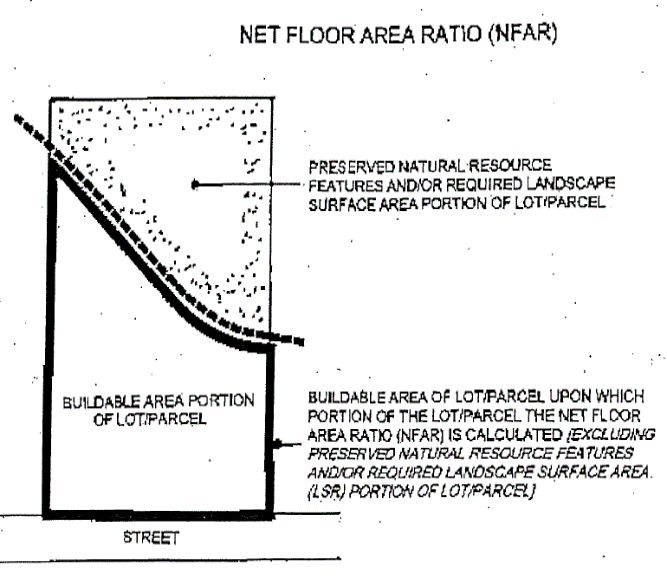 NET FLOOR AREA RATIO (NFAR)
PRESERVED NATURAL RESOURCE
FEATURES AND/OR REQUIRED LANDSCAPE
SURFACE AREA PORTION OF LOT/PARCEL
BUILDABLE AREA PORTION
OF LOT/PARCEL
BUILDABLE AREA OF LOT/PARCEL UPON WHICH
PORTION OF THE LOT/PARCEL THE NET FLOOR
AREA RATIO (NFAR) IS CALCULATED [EXCLUDING
PRESERVED NATURAL RESOURCE FEATURES
AND/OR REQUIRED LANDSCAPE SURFACE AREA
(LSR) PORTION OF LOT/PARCEL]
STREET